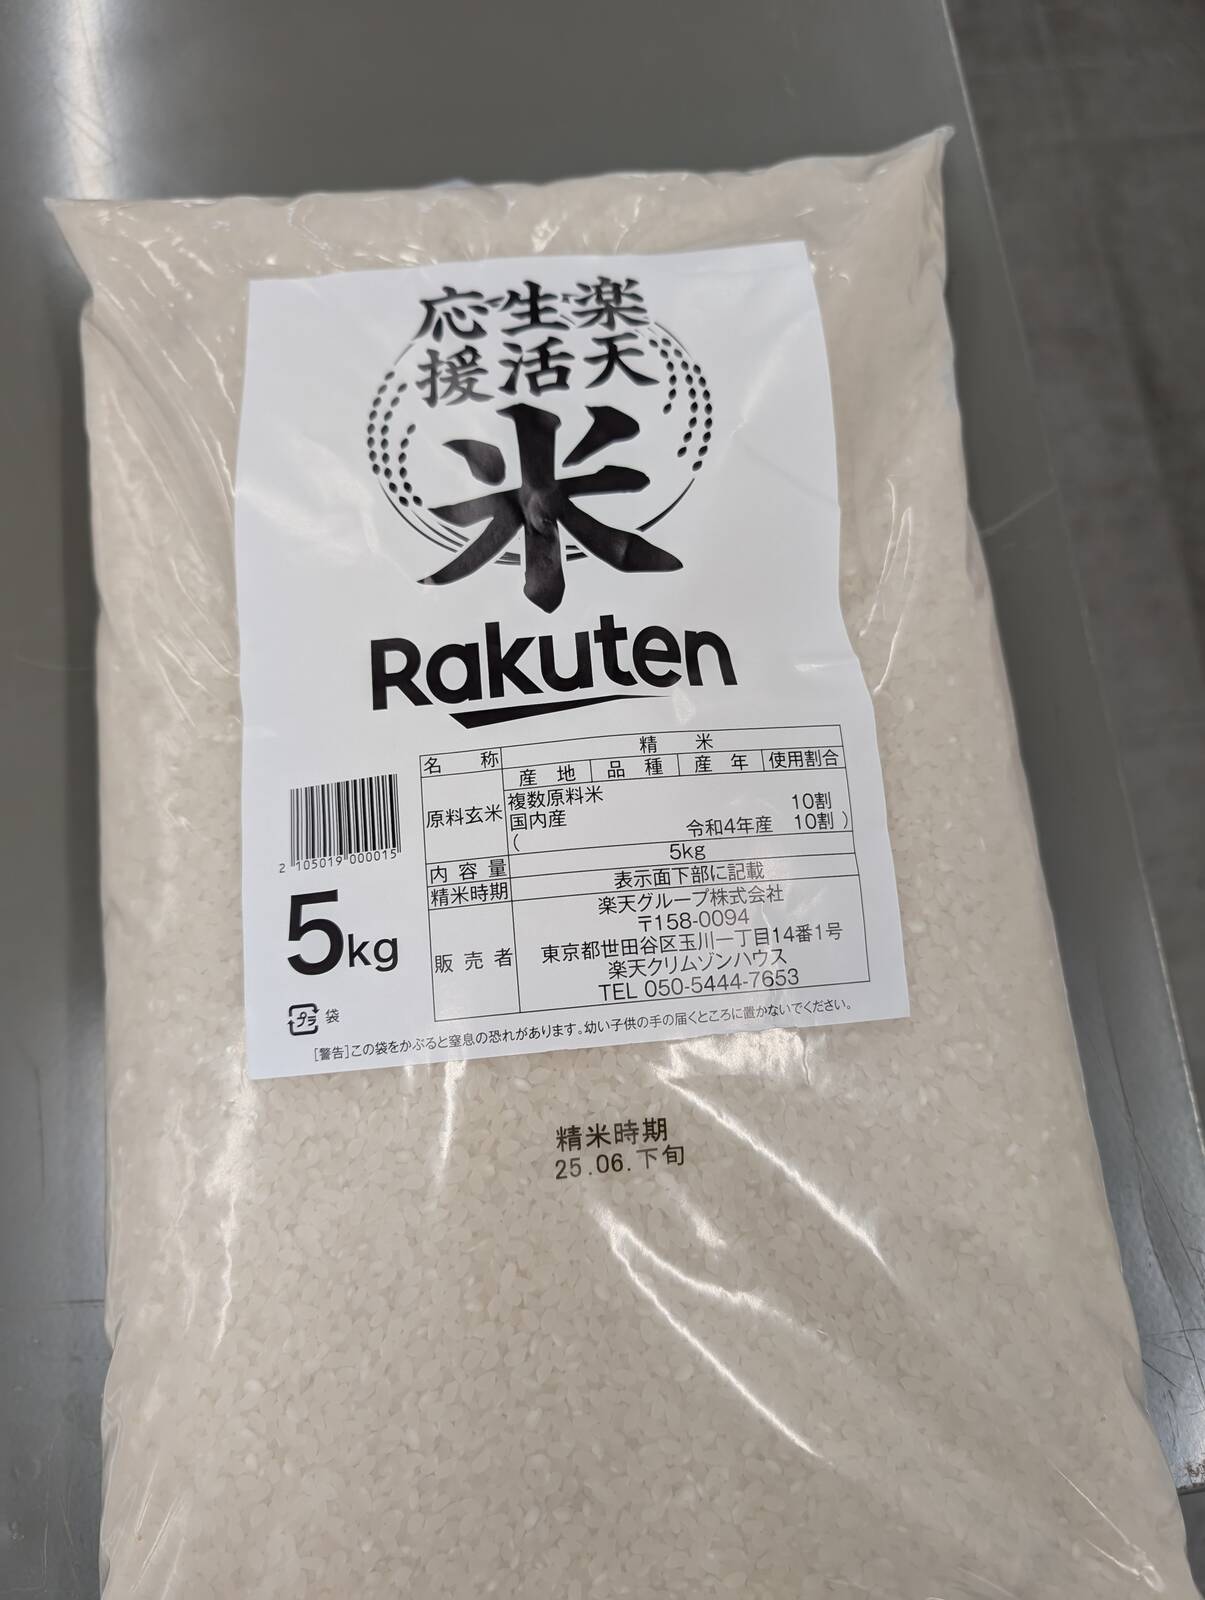 楽天
生活
応援
米
Rakuten
名 称 精 米
原料玄米 産 地 品 種 産 年 使用割合
複数原料米
国内産 10割
( 令和4年産 10割 )
内 容 量 5kg
精米時期 表示面下部に記載
販 売 者 楽天グループ株式会社
〒158-0094
東京都世田谷区玉川一丁目14番1号
楽天クリムゾンハウス
TEL 050-5444-7653
2 105019 000015
5kg
プラ 袋
[警告]この袋をかぶると窒息の恐れがあります。幼い子供の手の届くところに置かないでください。
精米時期
25.06.下旬